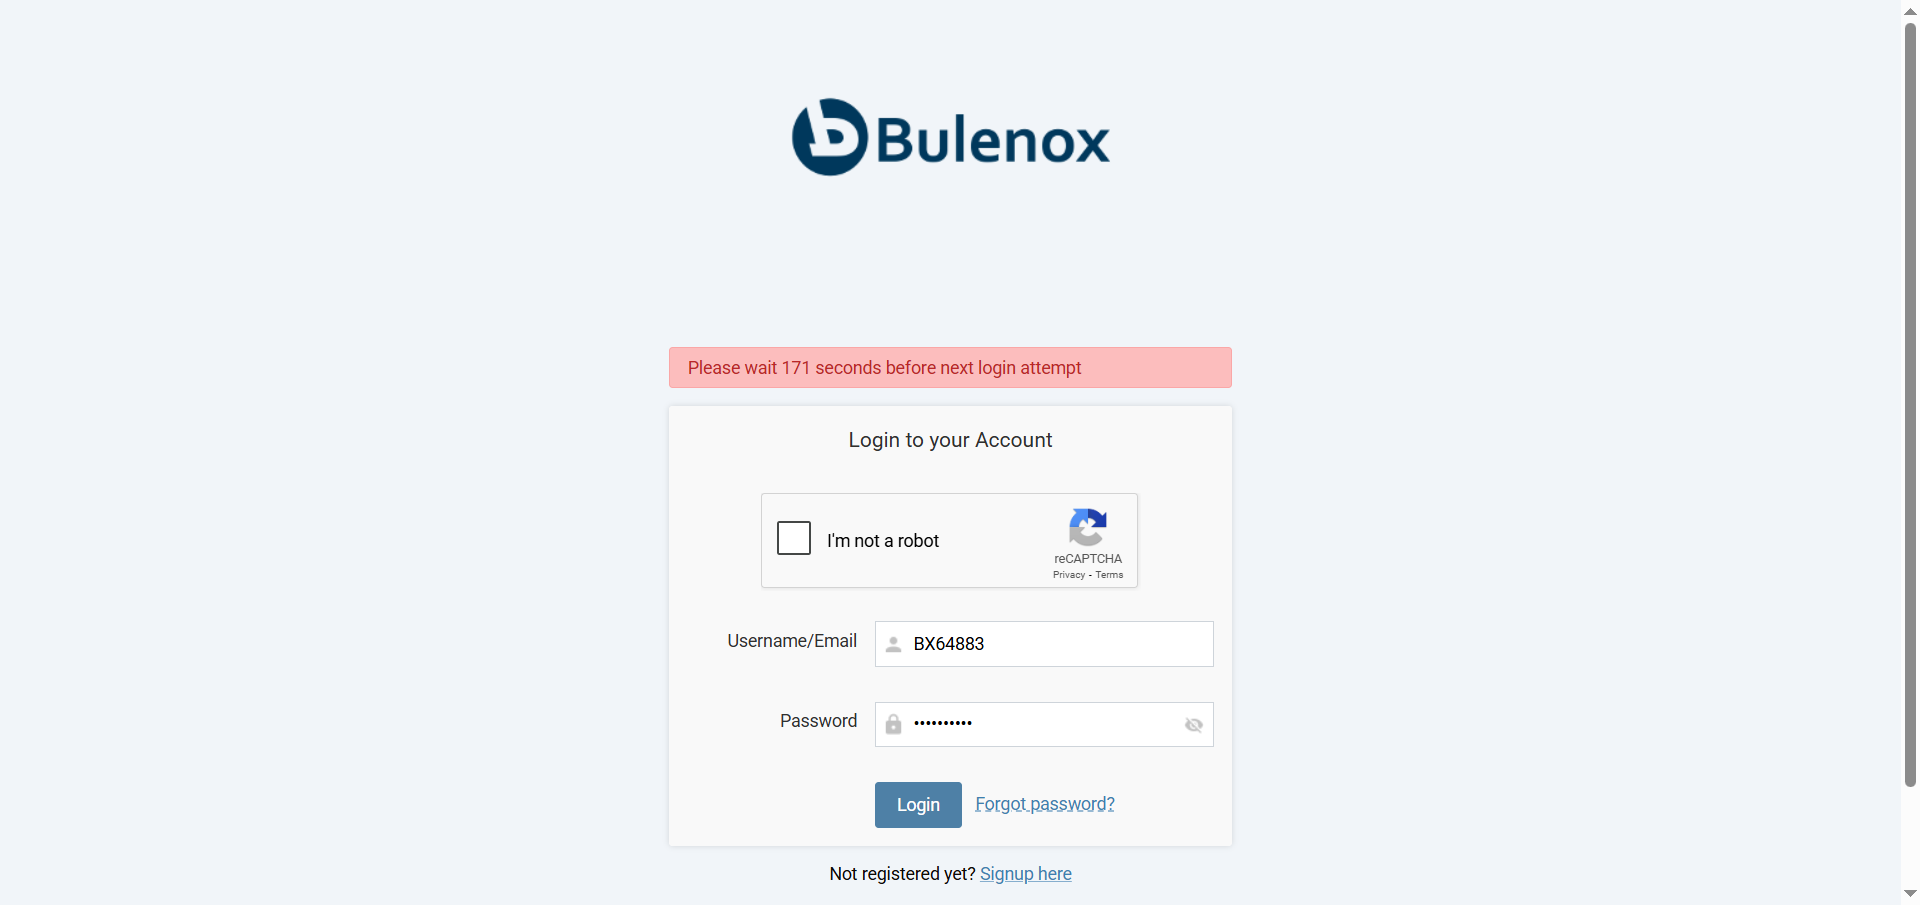 Bulenox
Please wait 171 seconds before next login attempt
Login to your Account
I'm not a robot
reCAPTCHA
Privacy - Terms
Username/Email
BX64883
Password
••••••••••
Login Forgot password?
Not registered yet? Signup here